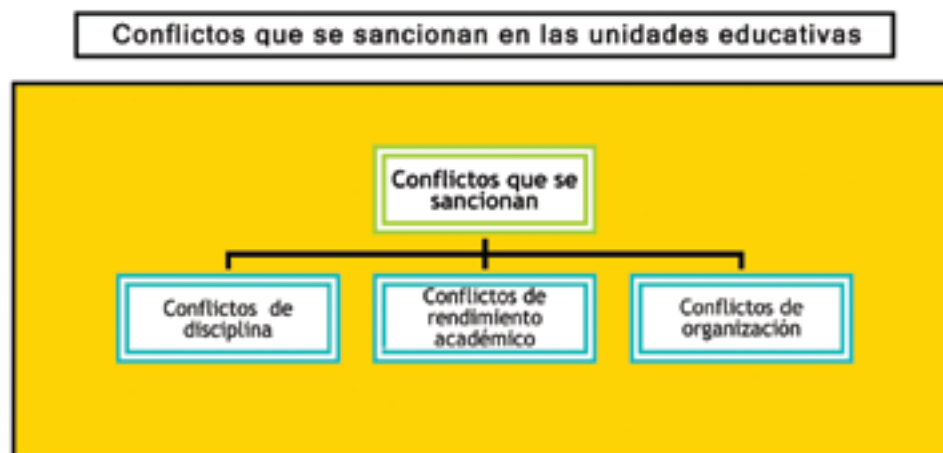 Conflictos que se sancionan en las unidades educativas
Conflictos que se
sancionan
Conflictos de
disciplina
Conflictos de
rendimiento
académico
Conflictos de
organización